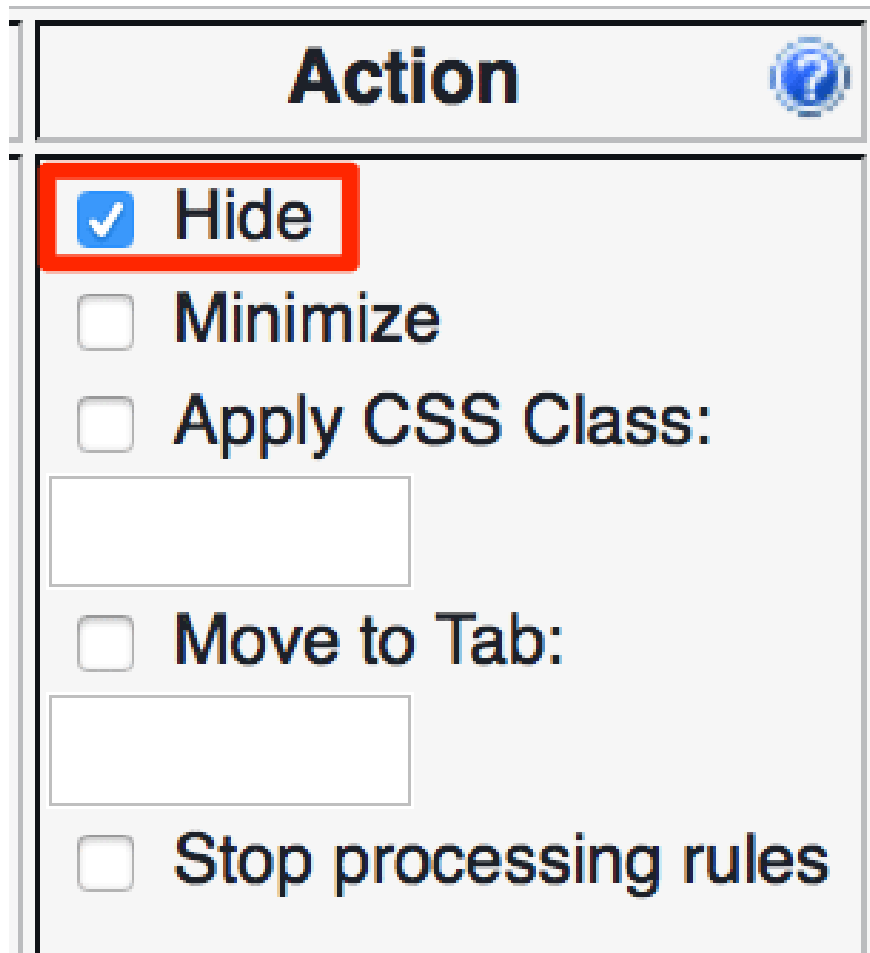 Action
Hide
Minimize
Apply CSS Class:
Move to Tab:
Stop processing rules